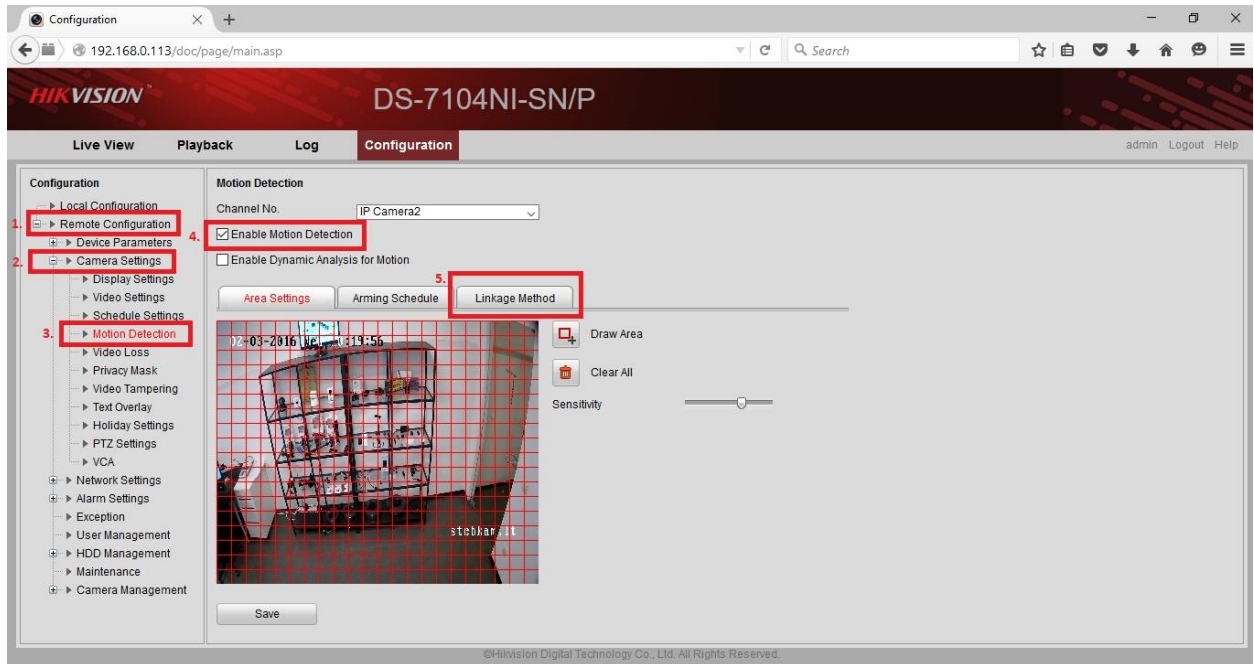 Configuration
192.168.0.113/doc/page/main.asp
Search
HIKVISION
DS-7104NI-SN/P
Live View Playback Log Configuration
admin Logout Help
Configuration
Local Configuration
1. Remote Configuration
Device Parameters
2. Camera Settings
Display Settings
Video Settings
Schedule Settings
3. Motion Detection
Video Loss
Privacy Mask
Video Tampering
Text Overlay
Holiday Settings
PTZ Settings
VCA
Network Settings
Alarm Settings
Exception
User Management
HDD Management
Maintenance
Camera Management
Motion Detection
Channel No. IP Camera2
4. Enable Motion Detection
Enable Dynamic Analysis for Motion
5.
Area Settings Arming Schedule Linkage Method
02-03-2016
stebkam.lt
Draw Area
Clear All
Sensitivity
Save
©Hikvision Digital Technology Co., Ltd. All Rights Reserved.